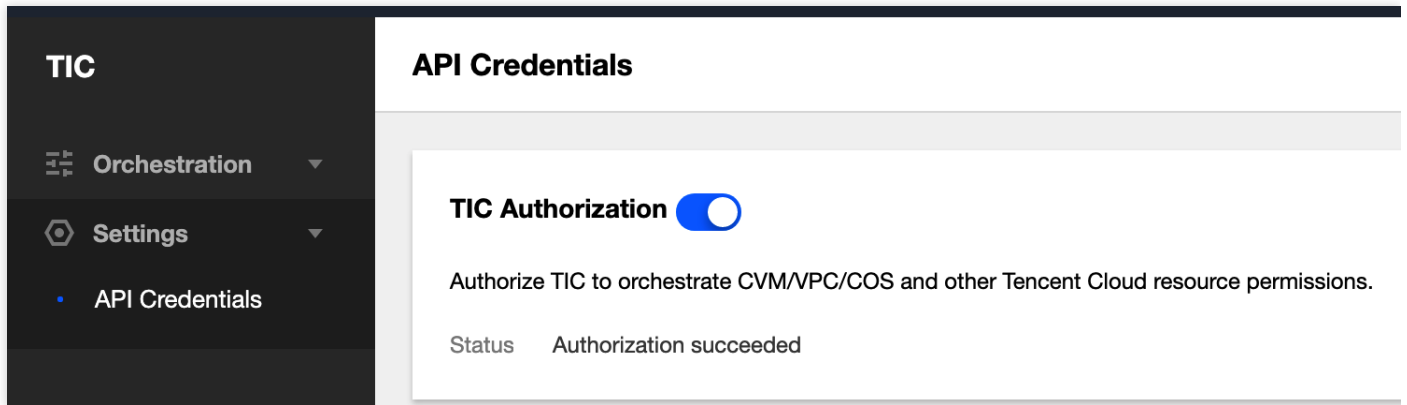 TIC
Orchestration
Settings
API Credentials
API Credentials
TIC Authorization
Authorize TIC to orchestrate CVM/VPC/COS and other Tencent Cloud resource permissions.
Status Authorization succeeded